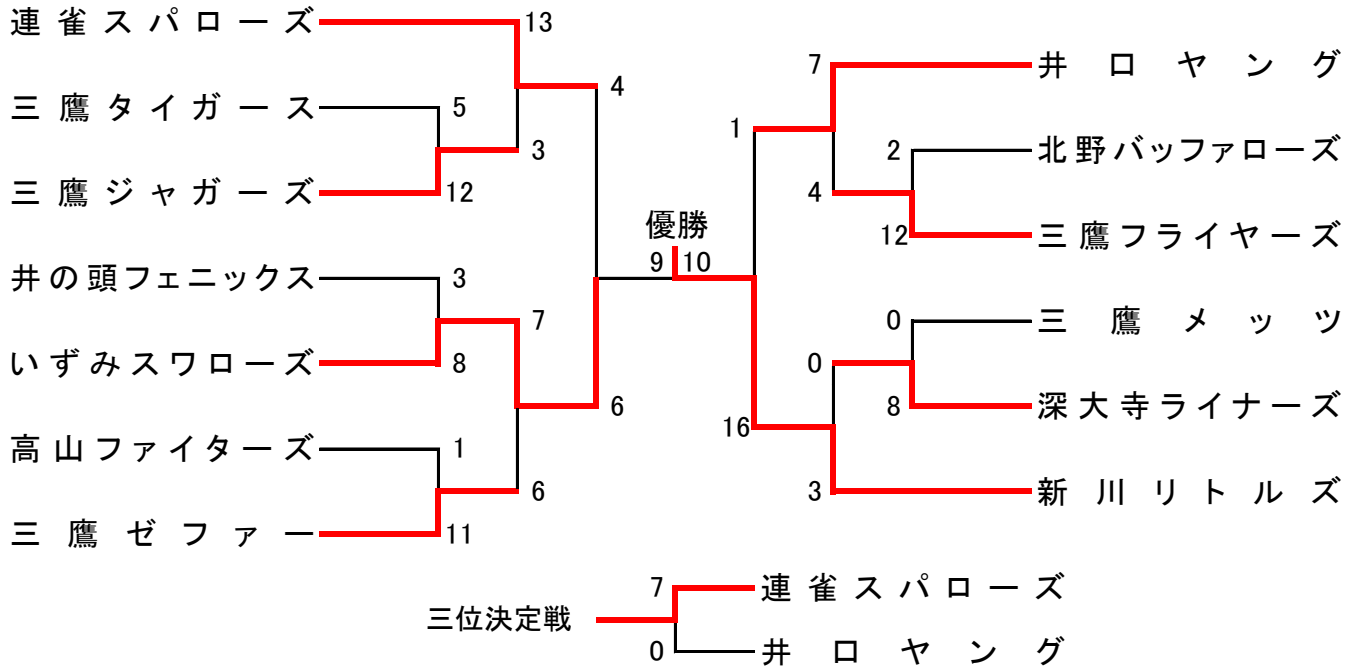 連雀スパローズ
13
三鷹タイガース
5
4
3
三鷹ジャガーズ
12
井の頭フェニックス
3
7
いずみスワローズ
8
6
高山ファイターズ
1
6
三鷹ゼファー
11
優勝
9 10
7
井口ヤング
1
2
北野バッファローズ
4
12
三鷹フライヤーズ
0
三鷹メッツ
0
8
深大寺ライナーズ
16
3
新川リトルズ
三位決定戦
7
連雀スパローズ
0
井口ヤング